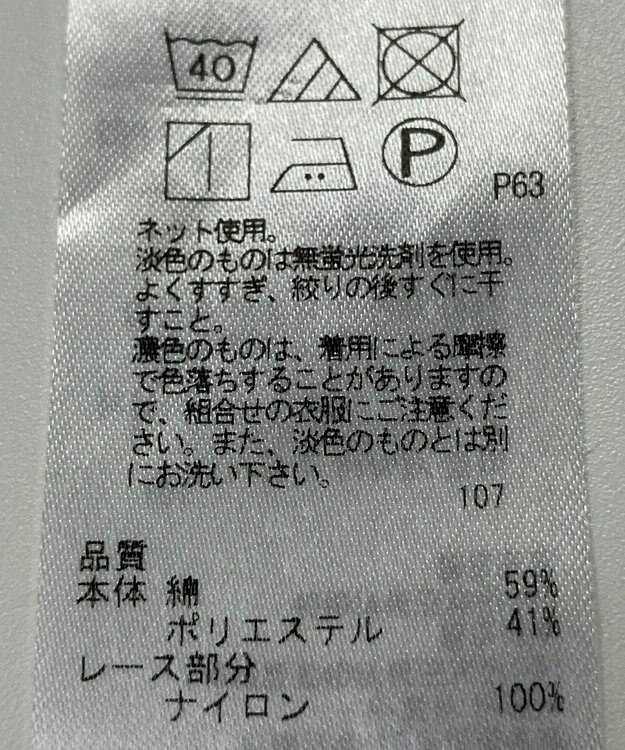 40
P
P63
ネット使用。
淡色のものは無蛍光洗剤を使用。
よくすすぎ、絞りの後すぐに干
すこと。
濃色のものは、着用による摩擦
で色落ちすることがありますの
で、組合せの衣服にご注意くだ
さい。また、淡色のものとは別
にお洗い下さい。
107
品質
本体 綿 59%
ポリエステル 41%
レース部分
ナイロン 100%